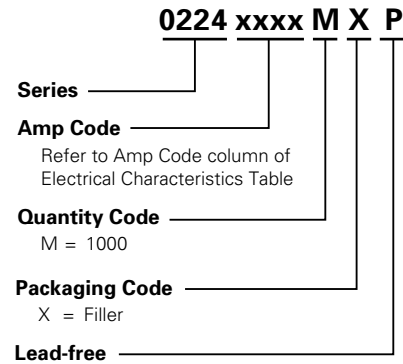 0224 xxxx M X P
Series
Amp Code
Refer to Amp Code column of
Electrical Characteristics Table
Quantity Code
M = 1000
Packaging Code
X = Filler
Lead-free